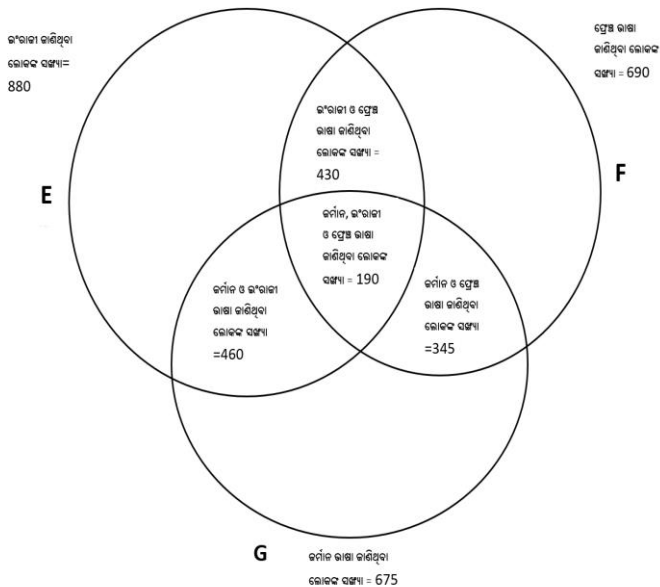 ଇଂରାଜୀ ଜାଣିଥିବା
ଲୋକଙ୍କ ସଙ୍ଖ୍ୟା=
880
ଫ୍ରେଞ୍ଚ ଭାଷା
ଜାଣିଥିବା ଲୋକଙ୍କ
ସଙ୍ଖ୍ୟା = 690
ଇଂରାଜୀ ଓ ଫ୍ରେଞ୍ଚ
ଭାଷା ଜାଣିଥିବା
ଲୋକଙ୍କ ସଙ୍ଖ୍ୟା =
430
E
F
ଜର୍ମାନ, ଇଂରାଜୀ
ଓ ଫ୍ରେଞ୍ଚ ଭାଷା
ଜାଣିଥିବା ଲୋକଙ୍କ
ସଙ୍ଖ୍ୟା = 190
ଜର୍ମାନ ଓ ଇଂରାଜୀ
ଭାଷା ଜାଣିଥିବା
ଲୋକଙ୍କ ସଙ୍ଖ୍ୟା
=460
ଜର୍ମାନ ଓ ଫ୍ରେଞ୍ଚ
ଭାଷା ଜାଣିଥିବା
ଲୋକଙ୍କ ସଙ୍ଖ୍ୟା
=345
G
ଜର୍ମାନ ଭାଷା ଜାଣିଥିବା
ଲୋକଙ୍କ ସଙ୍ଖ୍ୟା = 675